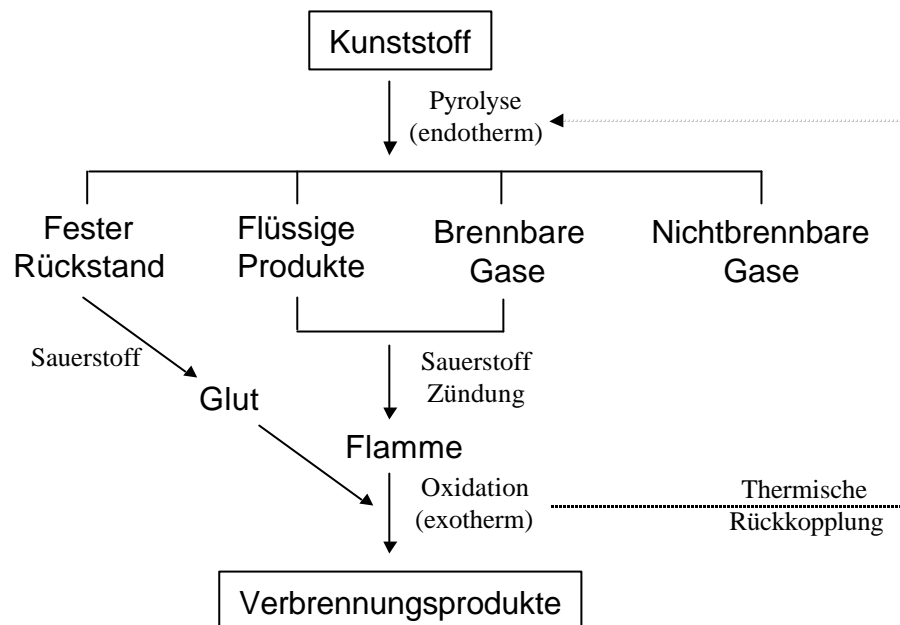 Kunststoff
Pyrolyse
(endotherm)
Fester
Rückstand
Flüssige
Produkte
Brennbare
Gase
Nichtbrennbare
Gase
Sauerstoff
Glut
Sauerstoff
Zündung
Flamme
Oxidation
(exotherm)
Thermische
Rückkopplung
Verbrennungsprodukte